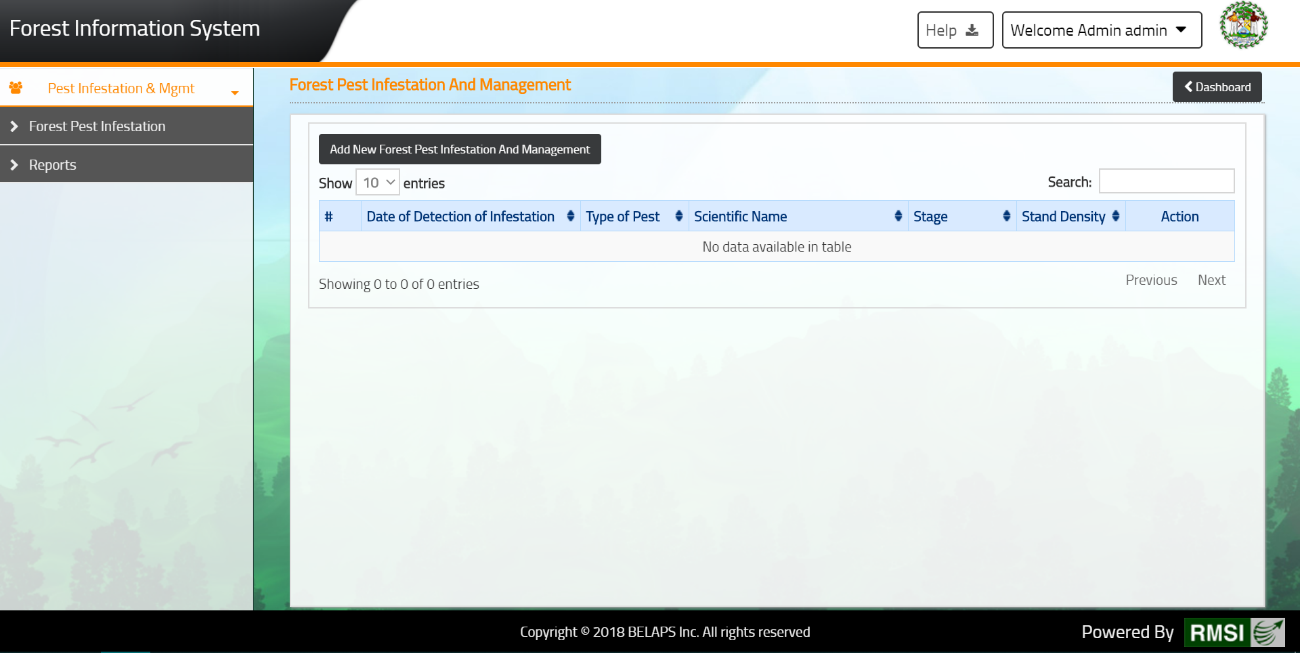 Forest Information System
Help
Welcome Admin admin
Pest Infestation & Mgmt
Forest Pest Infestation
Reports
Forest Pest Infestation And Management
Dashboard
Add New Forest Pest Infestation And Management
Show 10 entries
Search:
# Date of Detection of Infestation Type of Pest Scientific Name Stage Stand Density Action
No data available in table
Showing 0 to 0 of 0 entries
Previous Next
Copyright © 2018 BELAPS Inc. All rights reserved
Powered By RMSI